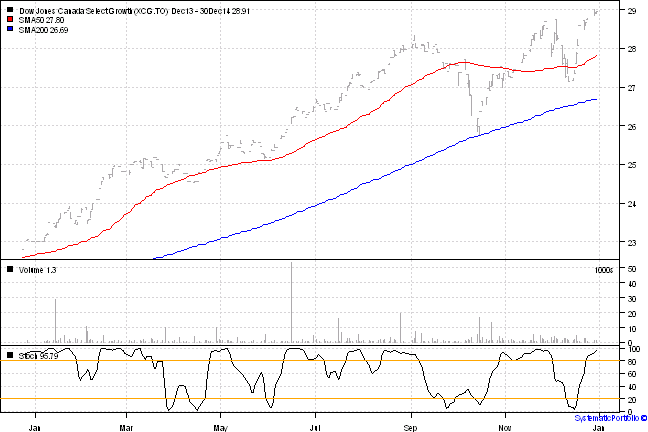 Dow Jones Canada Select Growth (XCG.TO) Dec13 - 30Dec14 28.91
SMA50 27.80
SMA200 26.69
29
28
27
26
25
24
23
Volume 1.3
1000s
50
40
30
20
10
0
Stoch 95.79
100
80
60
40
20
0
Jan Mar May Jul Sep Nov Jan
SystematicPortfolio ©